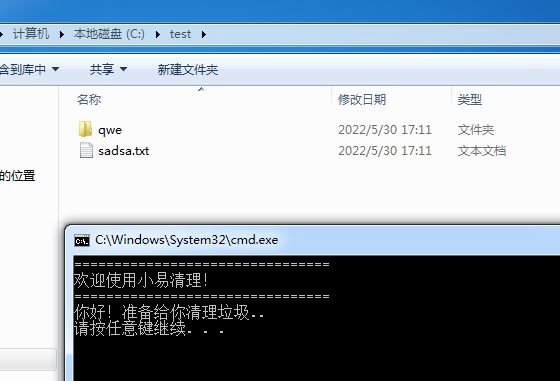 计算机 本地磁盘 (C:) test
含到库中 共享 新建文件夹
名称 修改日期 类型
qwe 2022/5/30 17:11 文件夹
sadsa.txt 2022/5/30 17:11 文本文档
的位置
C:\Windows\System32\cmd.exe
================================
欢迎使用小易清理!
================================
你好! 准备给你清理垃圾..
请按任意键继续. . .